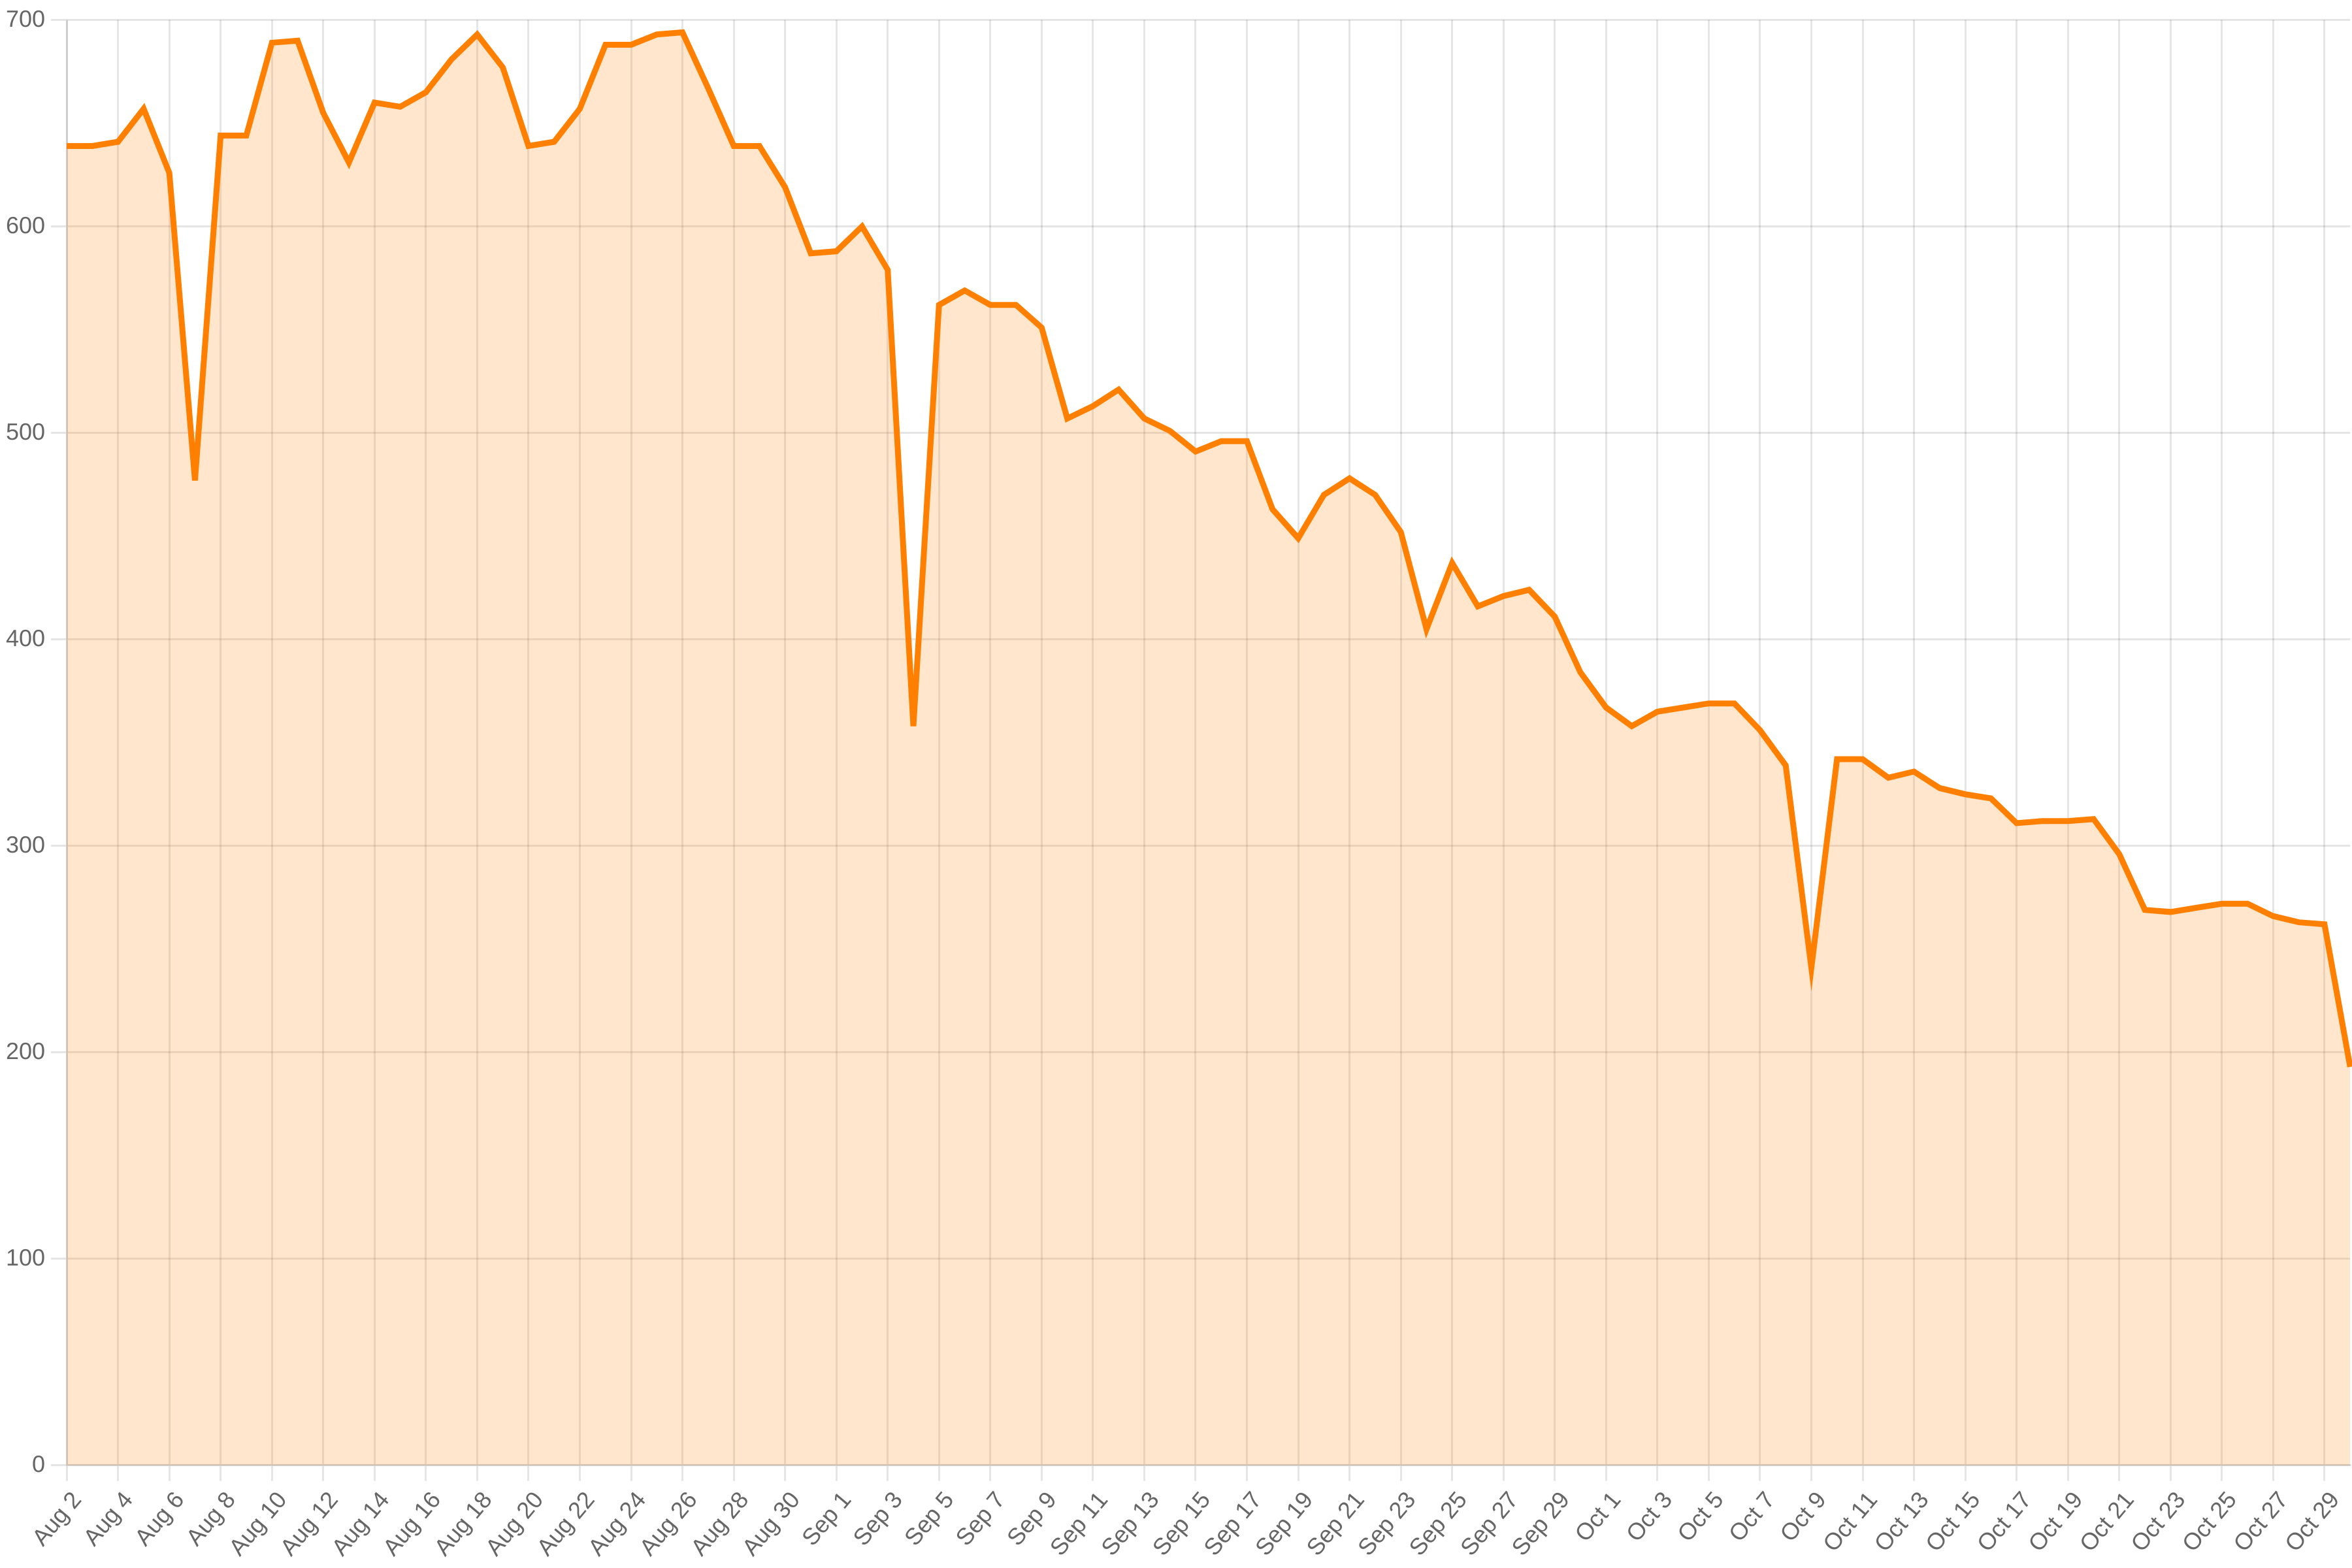 700
600
500
400
300
200
100
0
Aug 2
Aug 4
Aug 6
Aug 8
Aug 10
Aug 12
Aug 14
Aug 16
Aug 18
Aug 20
Aug 22
Aug 24
Aug 26
Aug 28
Aug 30
Sep 1
Sep 3
Sep 5
Sep 7
Sep 9
Sep 11
Sep 13
Sep 15
Sep 17
Sep 19
Sep 21
Sep 23
Sep 25
Sep 27
Sep 29
Oct 1
Oct 3
Oct 5
Oct 7
Oct 9
Oct 11
Oct 13
Oct 15
Oct 17
Oct 19
Oct 21
Oct 23
Oct 25
Oct 27
Oct 29